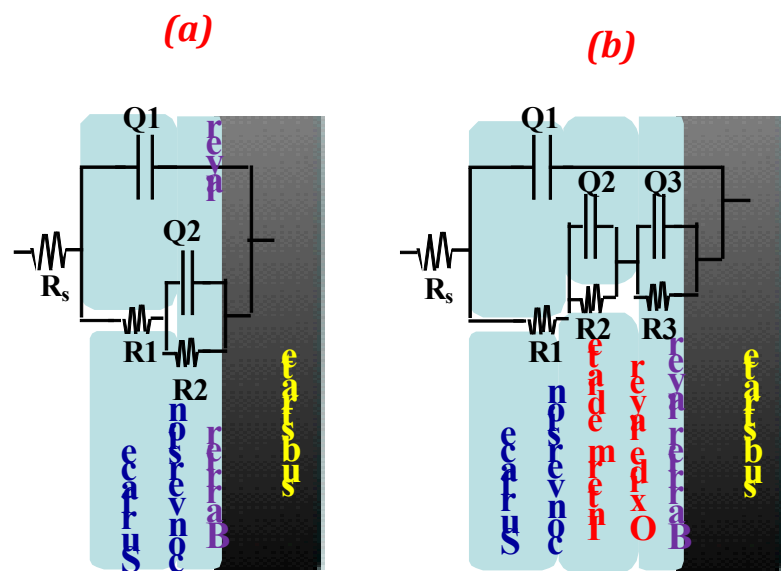 (a)
Q1
Q2
Rs
R1
R2
Surface
conversion
Barrier layer
substrate
(b)
Q1
Q2
Q3
Rs
R1
R2
R3
Surface
conversion
Intermediate
Oxide layer
Barrier layer
substrate